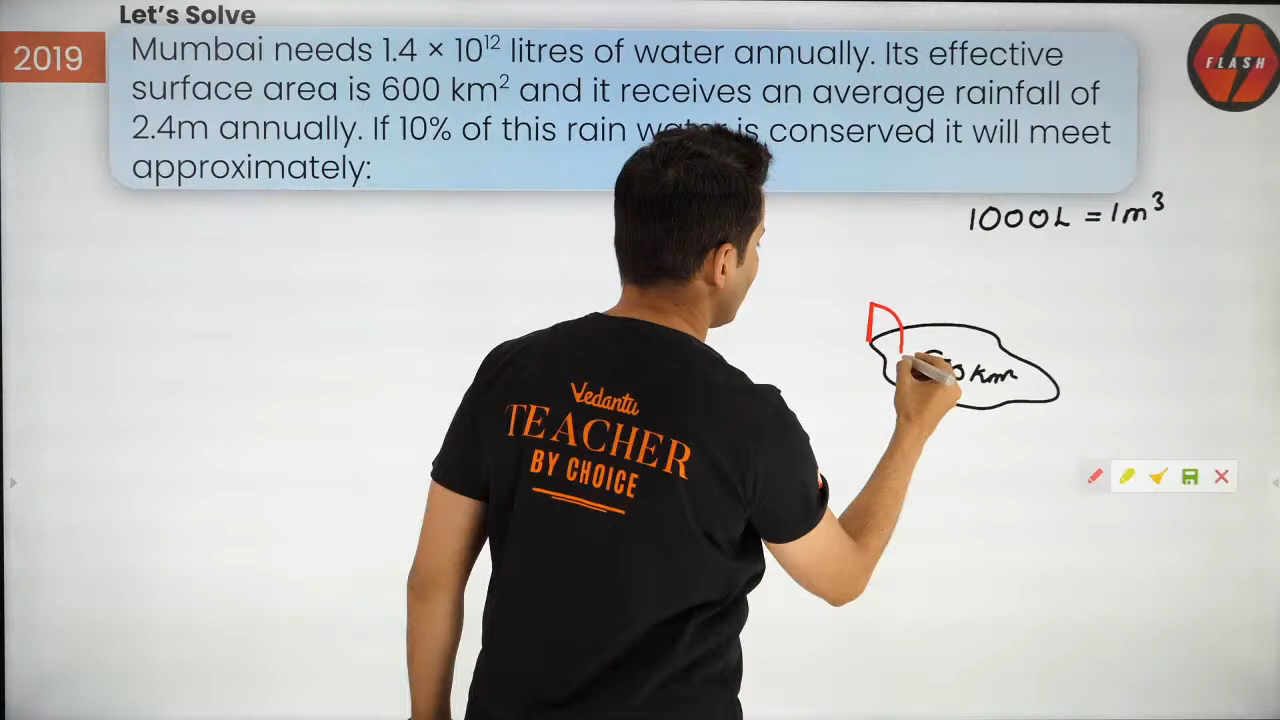 Let's Solve
2019
Mumbai needs 1.4 × 10¹² litres of water annually. Its effective
surface area is 600 km² and it receives an average rainfall of
2.4m annually. If 10% of this rain water is conserved it will meet
approximately:
FLASH
1000L = 1m³
km²
Vedantu
TEACHER
BY CHOICE